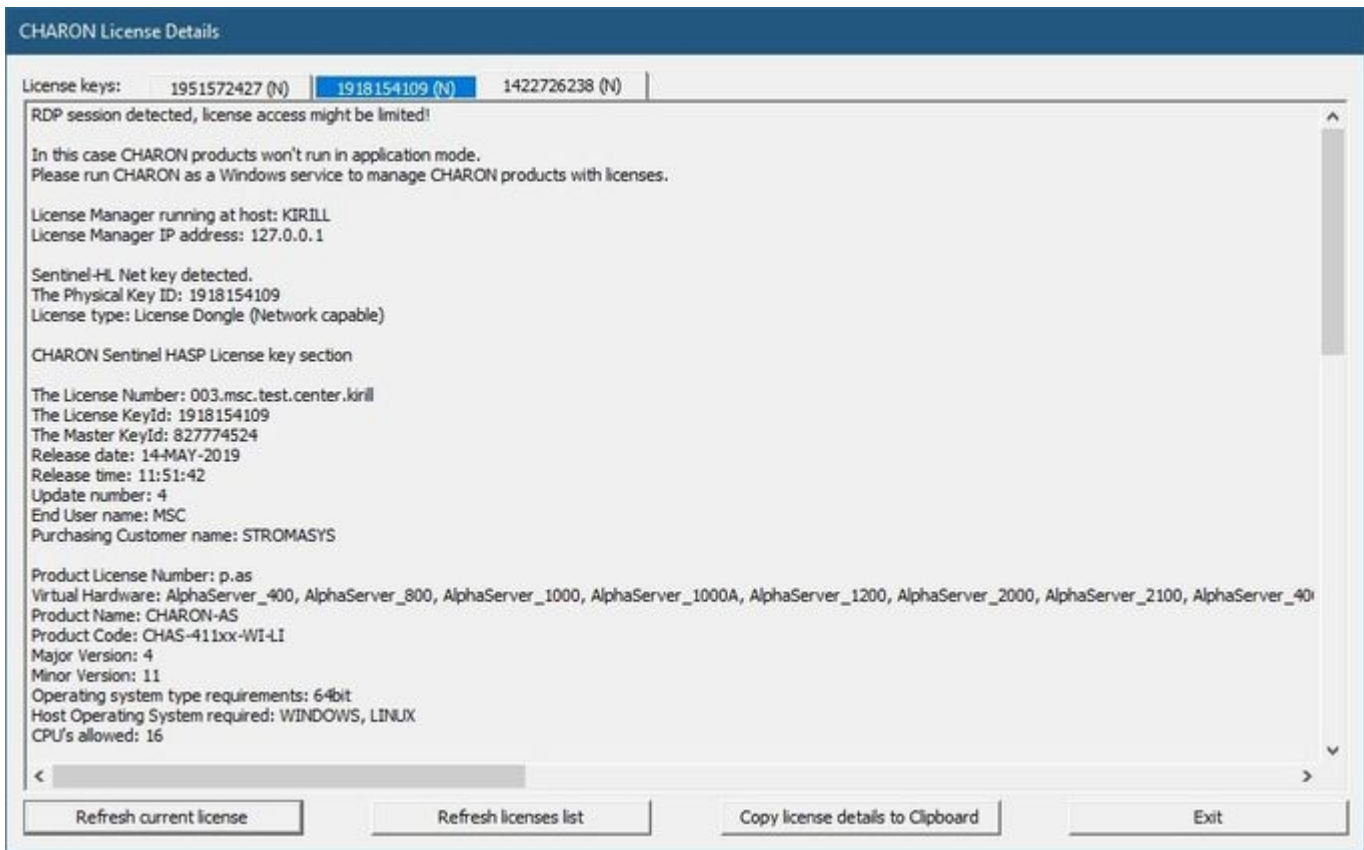 CHARON License Details
License keys: 1951572427 (N) 1918154109 (N) 1422726238 (N)
RDP session detected, license access might be limited!
In this case CHARON products won't run in application mode.
Please run CHARON as a Windows service to manage CHARON products with licenses.
License Manager running at host: KIRILL
License Manager IP address: 127.0.0.1
Sentinel-HL Net key detected.
The Physical Key ID: 1918154109
License type: License Dongle (Network capable)
CHARON Sentinel HASP License key section
The License Number: 003.msc.test.center.kirill
The License KeyId: 1918154109
The Master KeyId: 827774524
Release date: 14-MAY-2019
Release time: 11:51:42
Update number: 4
End User name: MSC
Purchasing Customer name: STROMASYS
Product License Number: p.as
Virtual Hardware: AlphaServer_400, AlphaServer_800, AlphaServer_1000, AlphaServer_1000A, AlphaServer_1200, AlphaServer_2000, AlphaServer_2100, AlphaServer_40
Product Name: CHARON-AS
Product Code: CHAS-411xx-WI-LI
Major Version: 4
Minor Version: 11
Operating system type requirements: 64bit
Host Operating System required: WINDOWS, LINUX
CPU's allowed: 16
Refresh current license Refresh licenses list Copy license details to Clipboard Exit